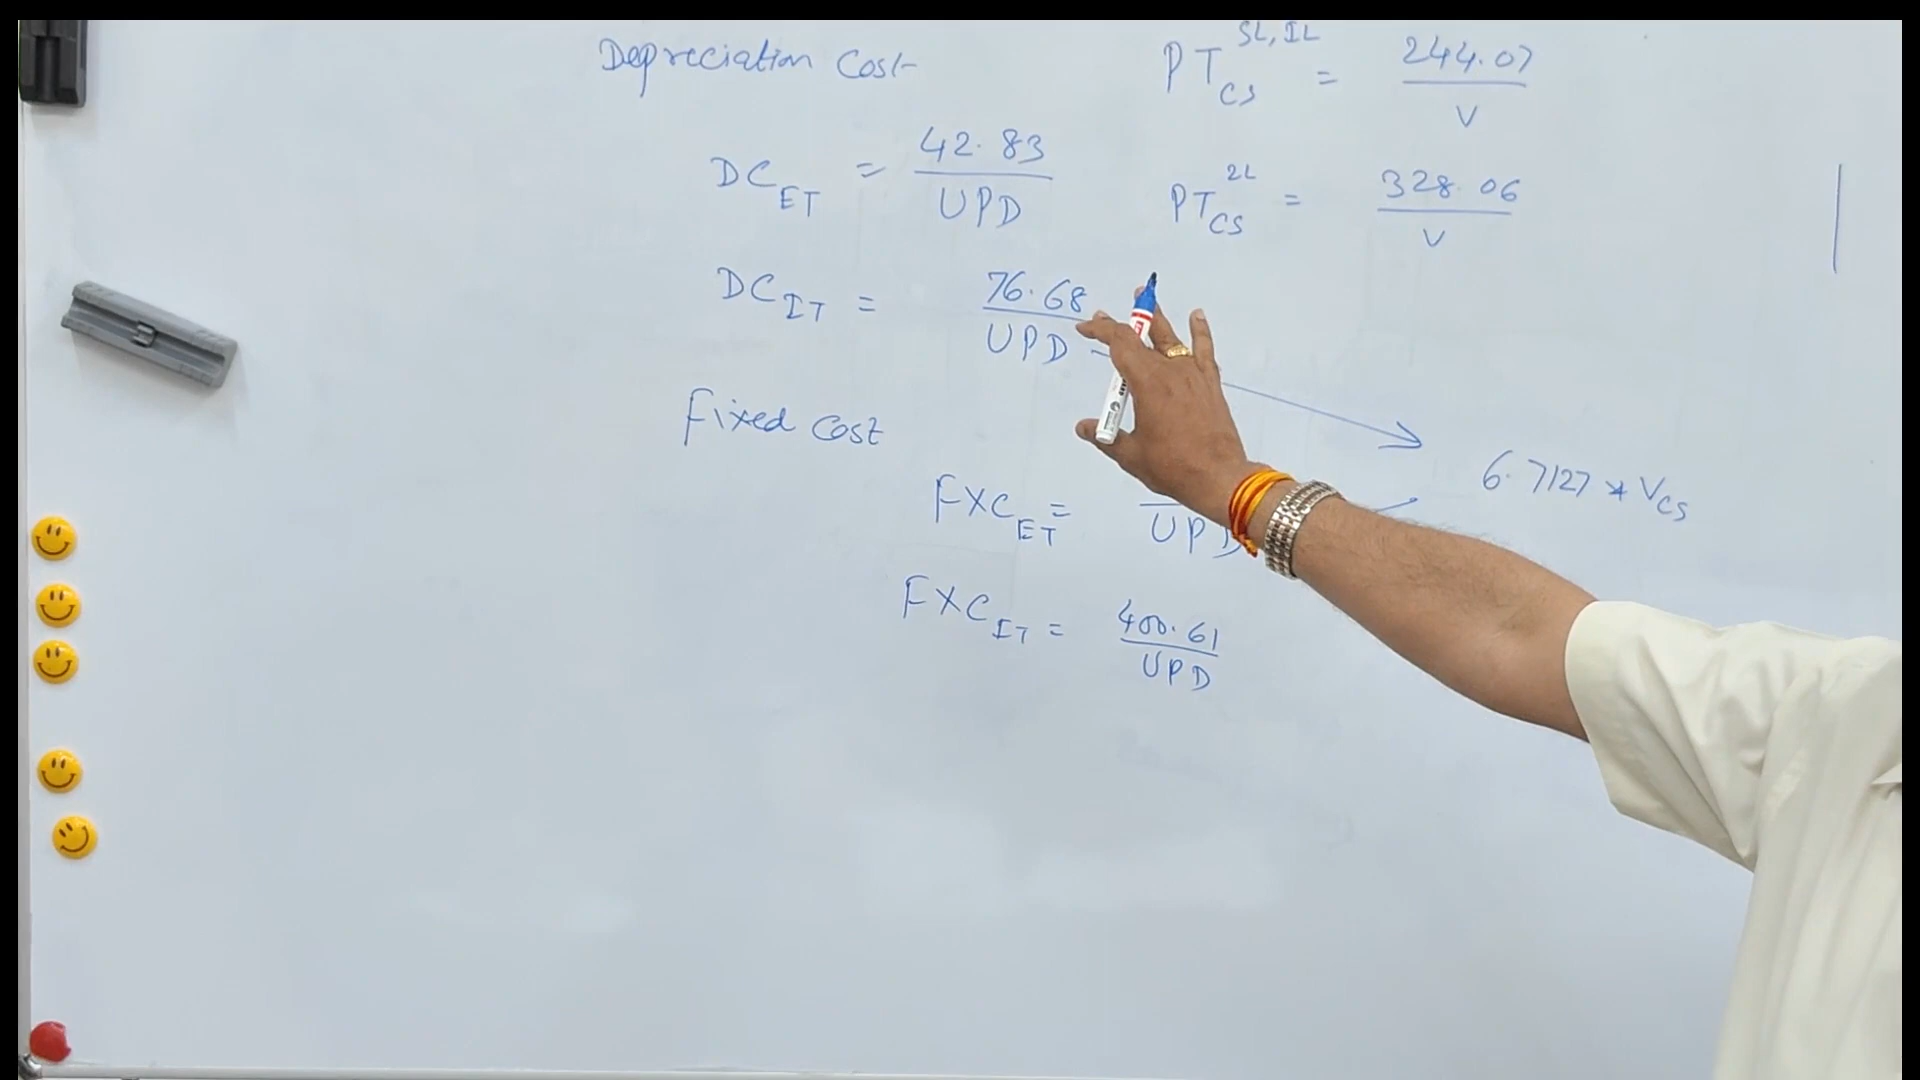 Depreciation Cost
DC_ET = 42.83 / UPD
DC_IT = 76.68 / UPD
Fixed Cost
FXC_ET = / UPD
FXC_IT = 400.61 / UPD
PT_CS^SL, IL = 244.07 / V
PT_CS^2L = 328.06 / V
6.7127 * V_CS